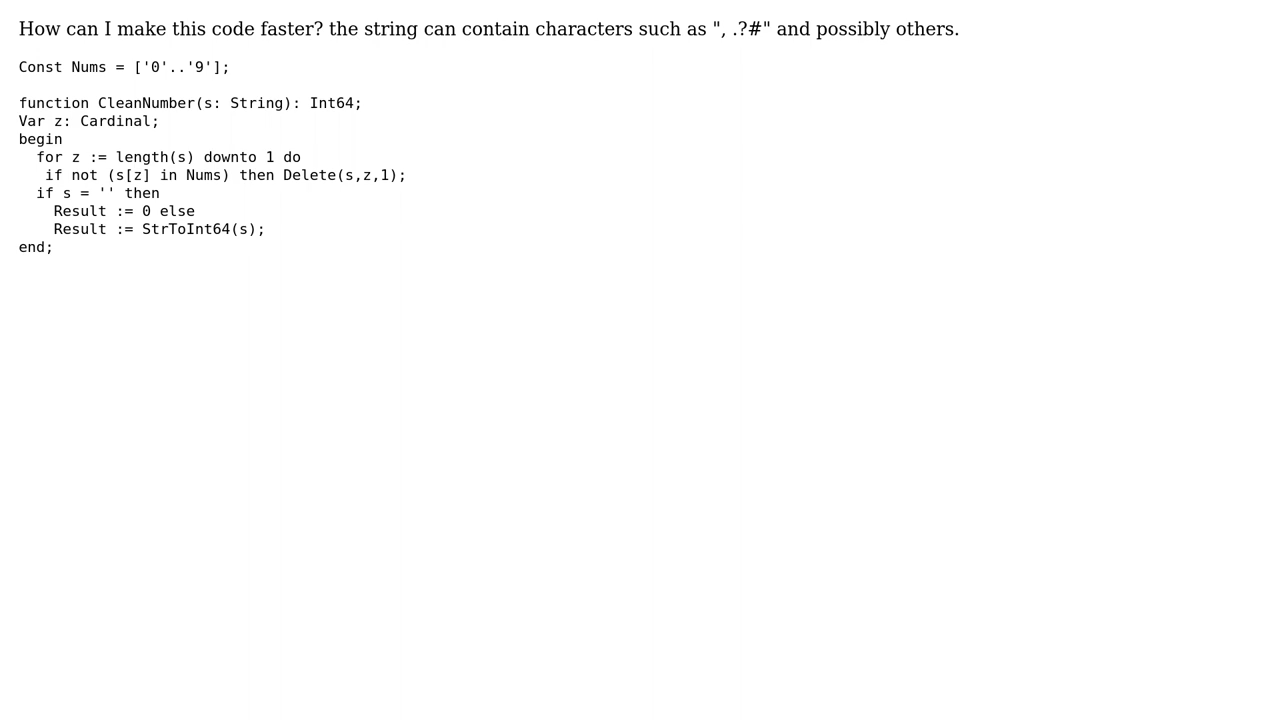 How can I make this code faster? the string can contain characters such as ", .?#" and possibly others.
Const Nums = ['0'..'9'];
function CleanNumber(s: String): Int64;
Var z: Cardinal;
begin
  for z := length(s) downto 1 do
   if not (s[z] in Nums) then Delete(s,z,1);
  if s = '' then
    Result := 0 else
    Result := StrToInt64(s);
end;